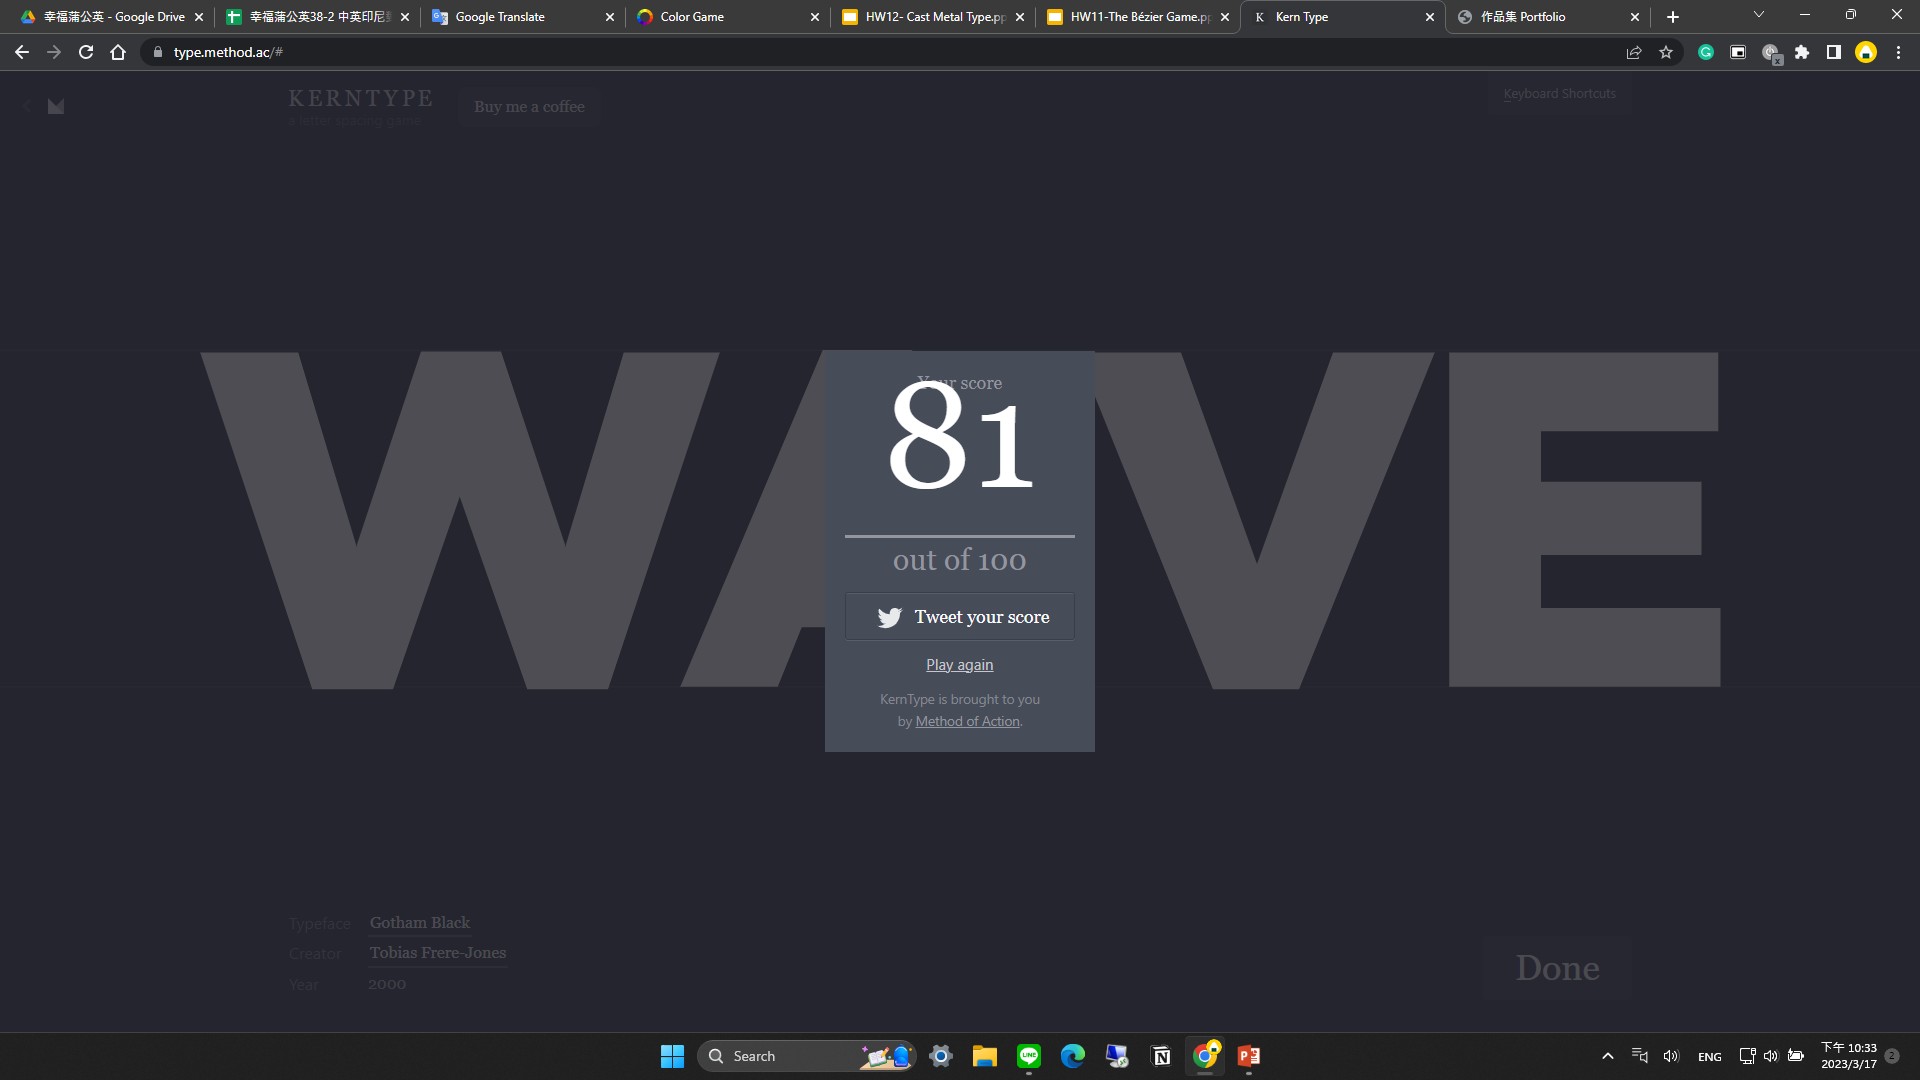 幸福蒲公英 - Google Drive
幸福蒲公英38-2 中英印尼
Google Translate
Color Game
HW12- Cast Metal Type.pp
HW11-The Bézier Game.pp
Kern Type
作品集 Portfolio
type.method.ac/#
KERNTYPE
a letter spacing game
Buy me a coffee
Keyboard Shortcuts
WAVE
Your score
81
out of 100
Tweet your score
Play again
KernType is brought to you
by Method of Action.
Typeface Gotham Black
Creator Tobias Frere-Jones
Year 2000
Done
Search
LINE
ENG
下午 10:33
2023/3/17
2